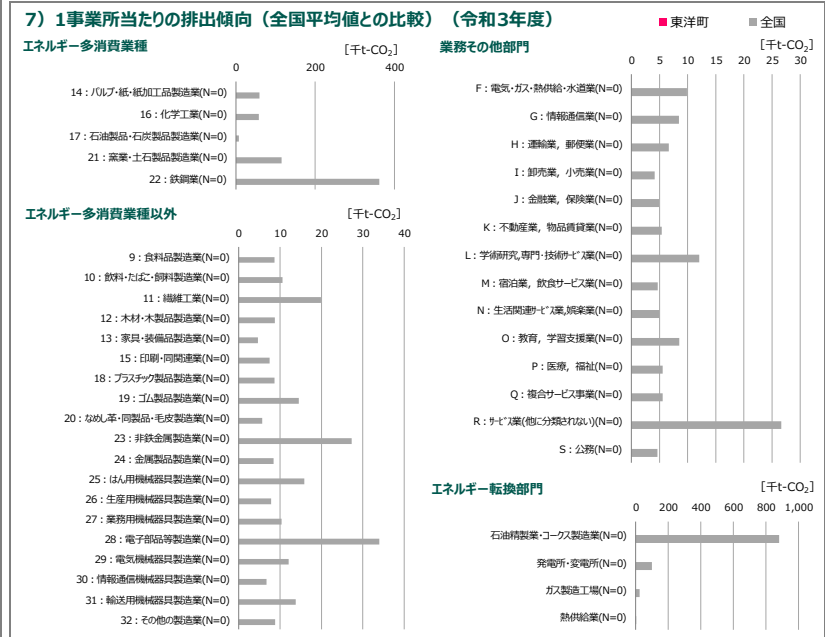 7）1事業所当たりの排出傾向（全国平均値との比較）（令和3年度）
■東洋町 ■全国
エネルギー多消費業種
［千t-CO₂］
0 200 400
14：パルプ･紙･紙加工品製造業(N=0)
16：化学工業(N=0)
17：石油製品･石炭製品製造業(N=0)
21：窯業･土石製品製造業(N=0)
22：鉄鋼業(N=0)
エネルギー多消費業種以外
［千t-CO₂］
0 10 20 30 40
9：食料品製造業(N=0)
10：飲料･たばこ･飼料製造業(N=0)
11：繊維工業(N=0)
12：木材･木製品製造業(N=0)
13：家具･装備品製造業(N=0)
15：印刷･同関連業(N=0)
18：プラスチック製品製造業(N=0)
19：ゴム製品製造業(N=0)
20：なめし革･同製品･毛皮製造業(N=0)
23：非鉄金属製造業(N=0)
24：金属製品製造業(N=0)
25：はん用機械器具製造業(N=0)
26：生産用機械器具製造業(N=0)
27：業務用機械器具製造業(N=0)
28：電子部品等製造業(N=0)
29：電気機械器具製造業(N=0)
30：情報通信機械器具製造業(N=0)
31：輸送用機械器具製造業(N=0)
32：その他の製造業(N=0)
業務その他部門
［千t-CO₂］
0 5 10 15 20 25 30
F：電気･ガス･熱供給･水道業(N=0)
G：情報通信業(N=0)
H：運輸業，郵便業(N=0)
I：卸売業，小売業(N=0)
J：金融業，保険業(N=0)
K：不動産業，物品賃貸業(N=0)
L：学術研究,専門･技術ｻｰﾋﾞｽ業(N=0)
M：宿泊業，飲食サービス業(N=0)
N：生活関連ｻｰﾋﾞｽ業,娯楽業(N=0)
O：教育，学習支援業(N=0)
P：医療，福祉(N=0)
Q：複合サービス事業(N=0)
R：ｻｰﾋﾞｽ業(他に分類されない)(N=0)
S：公務(N=0)
エネルギー転換部門
［千t-CO₂］
0 200 400 600 800 1,000
石油精製業･コークス製造業(N=0)
発電所･変電所(N=0)
ガス製造工場(N=0)
熱供給業(N=0)